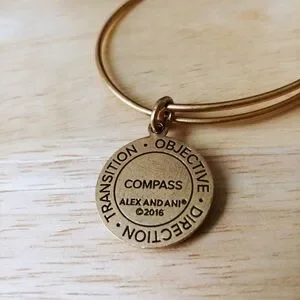 TRANSITION · OBJECTIVE · DIRECTION ·
COMPASS
ALEX AND ANI®
©2016